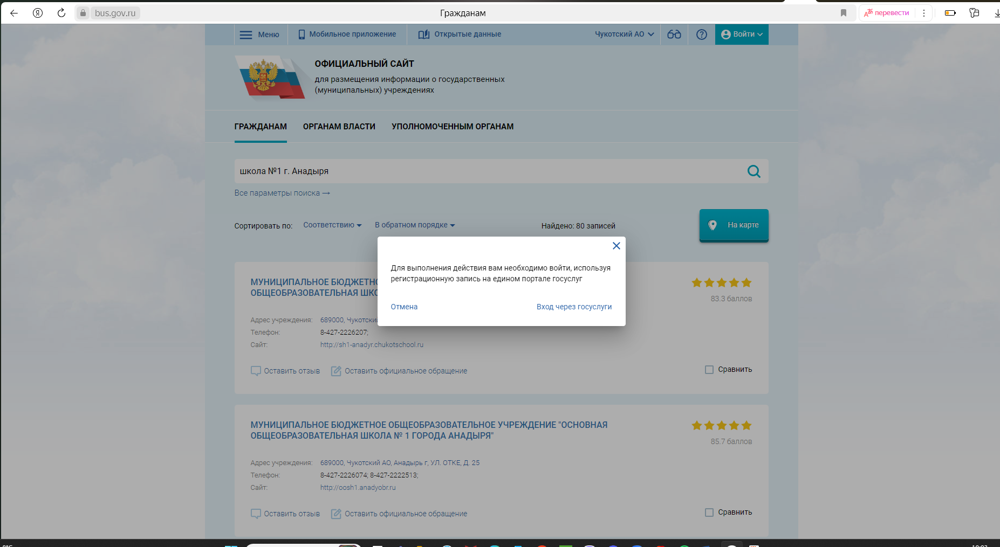 bus.gov.ru
Гражданам
перевести
Меню
Мобильное приложение
Открытые данные
Чукотский АО
Войти
ОФИЦИАЛЬНЫЙ САЙТ
для размещения информации о государственных
(муниципальных) учреждениях
ГРАЖДАНАМ
ОРГАНАМ ВЛАСТИ
УПОЛНОМОЧЕННЫМ ОРГАНАМ
школа №1 г. Анадыря
Все параметры поиска →
Сортировать по:
Соответствию
В обратном порядке
Найдено: 80 записей
На карте
Для выполнения действия вам необходимо войти, используя
регистрационную запись на едином портале госуслуг
Отмена
Вход через госуслуги
МУНИЦИПАЛЬНОЕ БЮДЖЕТНО
ОБЩЕОБРАЗОВАТЕЛЬНАЯ ШКО
83.3 баллов
Адрес учреждения: 689000, Чукотски
Телефон: 8-427-2226207;
Сайт: http://sh1-anadyr.chukotschool.ru
Оставить отзыв
Оставить официальное обращение
Сравнить
МУНИЦИПАЛЬНОЕ БЮДЖЕТНОЕ ОБЩЕОБРАЗОВАТЕЛЬНОЕ УЧРЕЖДЕНИЕ "ОСНОВНАЯ
ОБЩЕОБРАЗОВАТЕЛЬНАЯ ШКОЛА № 1 ГОРОДА АНАДЫРЯ"
85.7 баллов
Адрес учреждения: 689000, Чукотский АО, Анадырь г, УЛ. ОТКЕ, Д. 25
Телефон: 8-427-2226074; 8-427-2222513;
Сайт: http://oosh1.anadyobr.ru
Оставить отзыв
Оставить официальное обращение
Сравнить